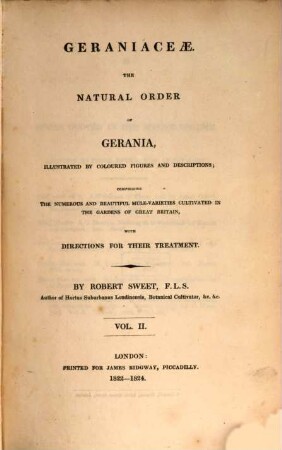 GERANIACEÆ.
THE
NATURAL ORDER
OF
GERANIA,
ILLUSTRATED BY COLOURED FIGURES AND DESCRIPTIONS;
COMPRISING
THE NUMEROUS AND BEAUTIFUL MULE-VARIETIES CULTIVATED IN
THE GARDENS OF GREAT BRITAIN,
WITH
DIRECTIONS FOR THEIR TREATMENT.
BY ROBERT SWEET, F.L.S.
Author of Hortus Suburbanus Londinensis, Botanical Cultivator, &c. &c.
VOL. II.
LONDON:
PRINTED FOR JAMES RIDGWAY, PICCADILLY.
1822—1824.